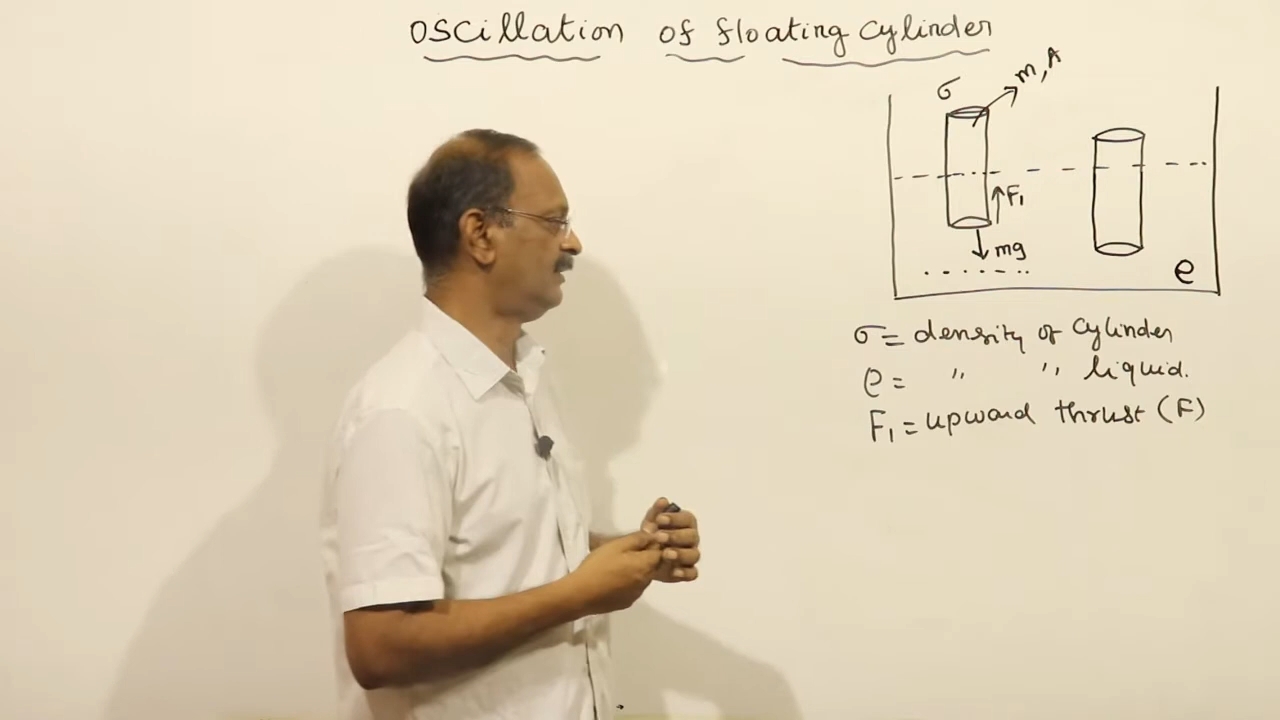 Oscillation of floating cylinder
σ
m, A
F₁
mg
ρ
σ = density of cylinder
ρ = " " liquid.
F₁ = upward thrust (F)